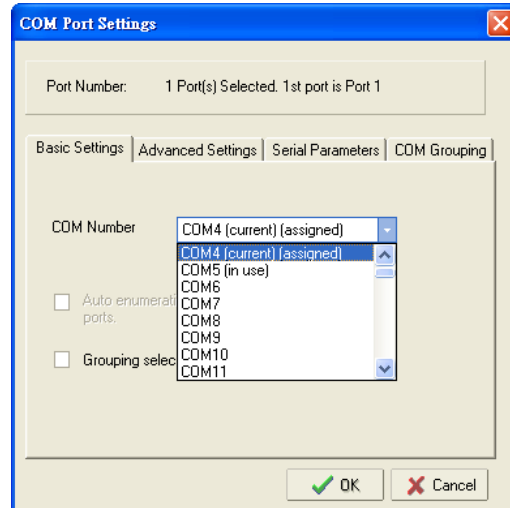 COM Port Settings
Port Number: 1 Port(s) Selected. 1st port is Port 1
Basic Settings Advanced Settings Serial Parameters COM Grouping
COM Number COM4 (current) (assigned)
COM4 (current) (assigned)
COM5 (in use)
COM6
Auto
COM7
ports.
COM8
COM9
Grouping
COM10
COM11
OK Cancel